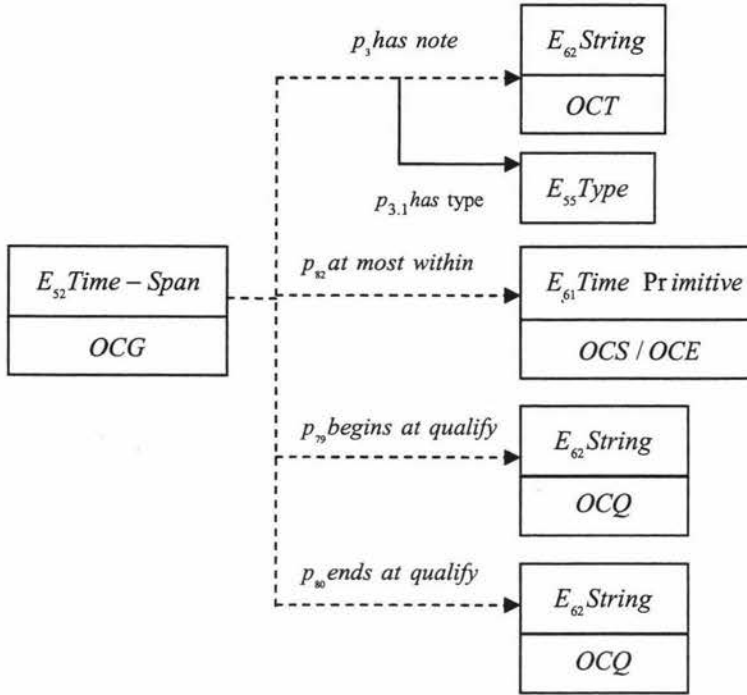 p₃ has note
E₆₂ String
OCT
p₃.₁ has type
E₅₅ Type
E₅₂ Time – Span
OCG
p₈₂ at most within
E₆₁ Time Primitive
OCS / OCE
p₇₉ begins at qualify
E₆₂ String
OCQ
p₈₀ ends at qualify
E₆₂ String
OCQ